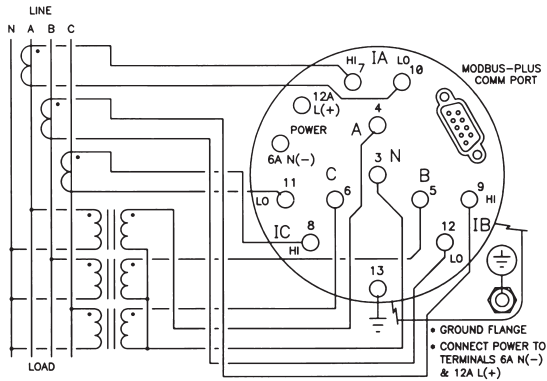 LINE
N A B C
HI IA LO
7 10
MODBUS-PLUS
COMM PORT
12A
L(+)
4
POWER
A
6A N(-)
3 N
C B
11 6 5 9
LO HI
IC 8 12 IB
HI LO
13
• GROUND FLANGE
• CONNECT POWER TO
TERMINALS 6A N(-)
& 12A L(+)
LOAD